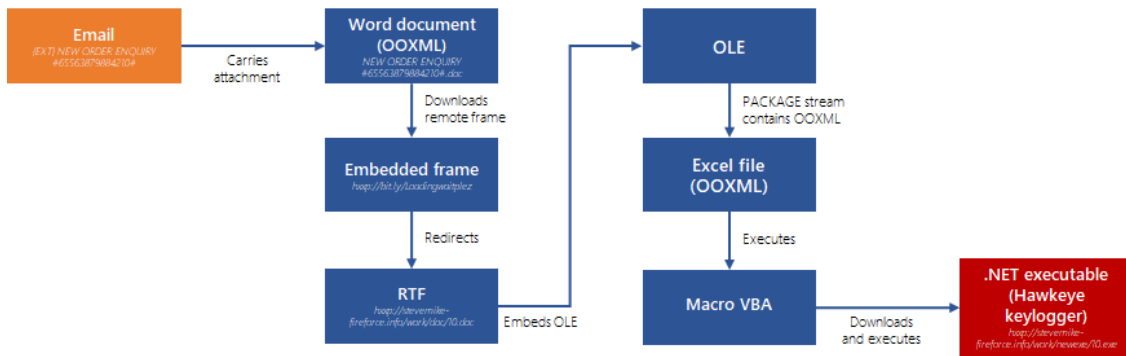 Email
(EXT) NEW ORDER ENQUIRY
#65563879884210#
Carries
attachment
Word document
(OOXML)
NEW ORDER ENQUIRY
#65563879884210#.doc
Downloads
remote frame
Embedded frame
hxxp://bit.ly/Loadingwaitplez
Redirects
RTF
hxxp://stevemike-
fireforce.info/work/doc/10.doc
Embeds OLE
OLE
PACKAGE stream
contains OOXML
Excel file
(OOXML)
Executes
Macro VBA
Downloads
and executes
.NET executable
(Hawkeye
keylogger)
hxxp://stevemike-
fireforce.info/work/newexe/10.exe